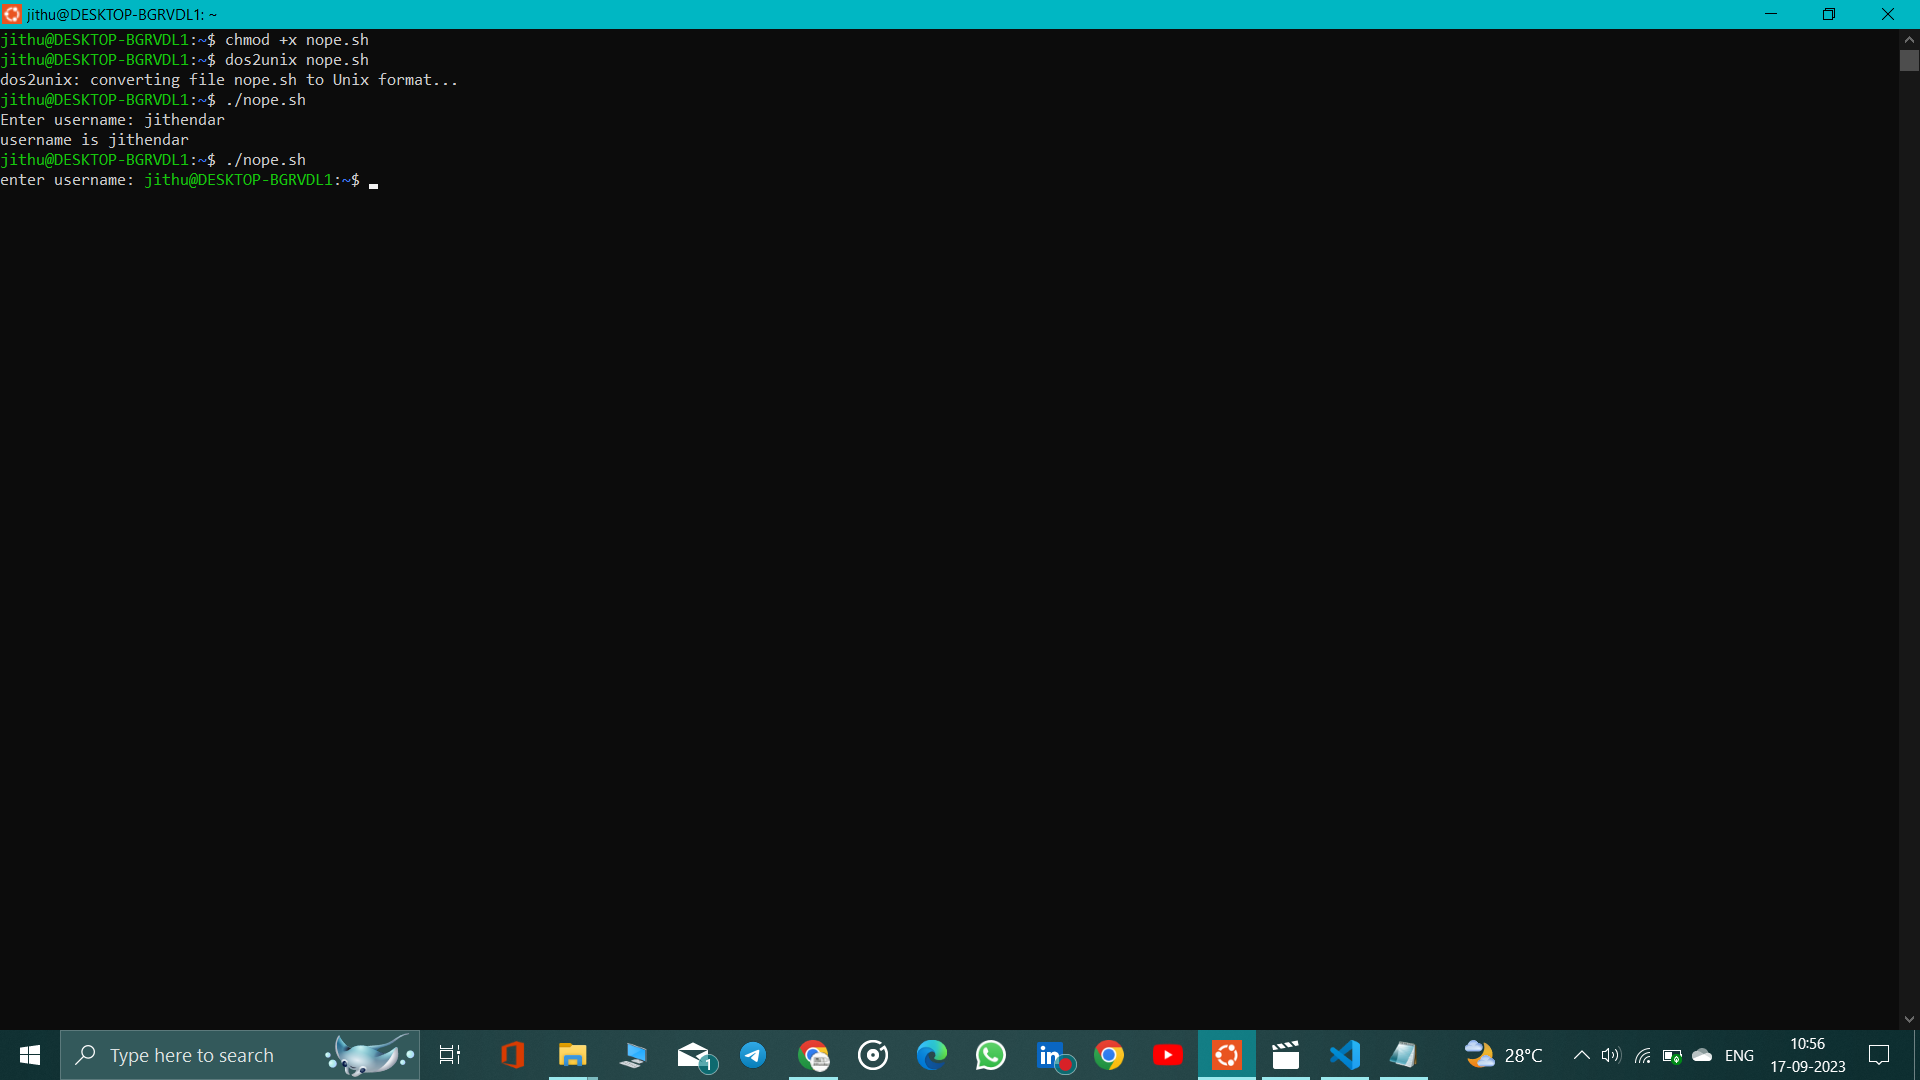 jithu@DESKTOP-BGRVDL1: ~
jithu@DESKTOP-BGRVDL1:~$ chmod +x nope.sh
jithu@DESKTOP-BGRVDL1:~$ dos2unix nope.sh
dos2unix: converting file nope.sh to Unix format...
jithu@DESKTOP-BGRVDL1:~$ ./nope.sh
Enter username: jithendar
username is jithendar
jithu@DESKTOP-BGRVDL1:~$ ./nope.sh
enter username: jithu@DESKTOP-BGRVDL1:~$
Type here to search
1
in
28°C
ENG
10:56
17-09-2023